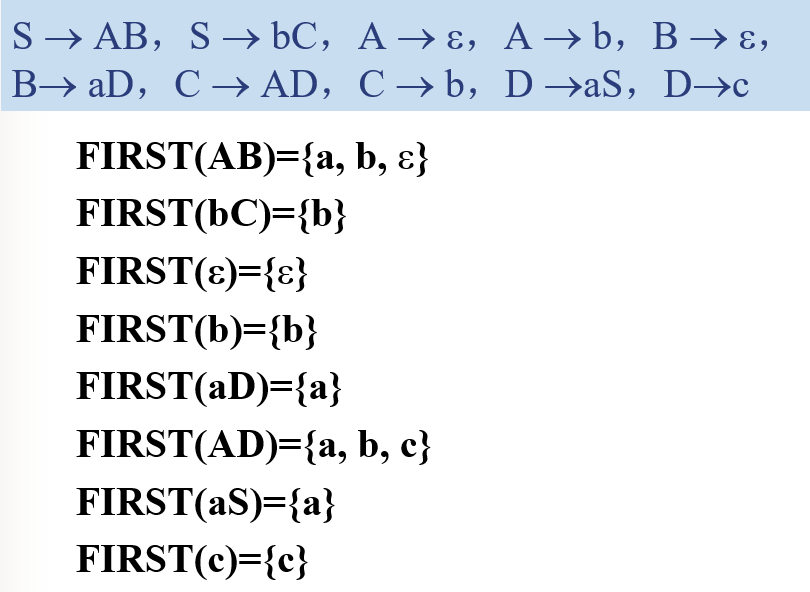 S → AB，S → bC，A → ε，A → b，B → ε，
B→ aD，C → AD，C → b，D →aS，D→c
FIRST(AB)={a, b, ε}
FIRST(bC)={b}
FIRST(ε)={ε}
FIRST(b)={b}
FIRST(aD)={a}
FIRST(AD)={a, b, c}
FIRST(aS)={a}
FIRST(c)={c}